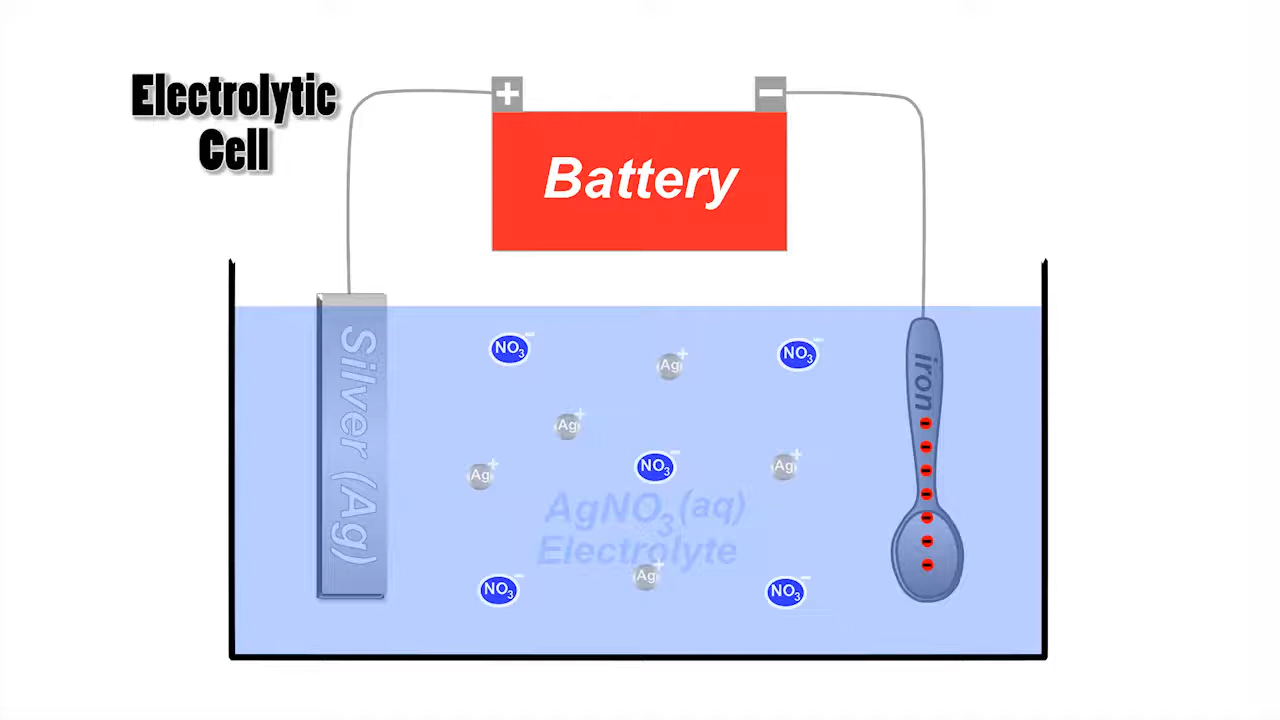 Electrolytic
Cell
+
−
Battery
Silver (Ag)
iron
NO₃⁻
Ag⁺
NO₃⁻
Ag⁺
Ag⁺
NO₃⁻
Ag⁺
AgNO₃(aq)
Electrolyte
NO₃⁻
Ag⁺
NO₃⁻